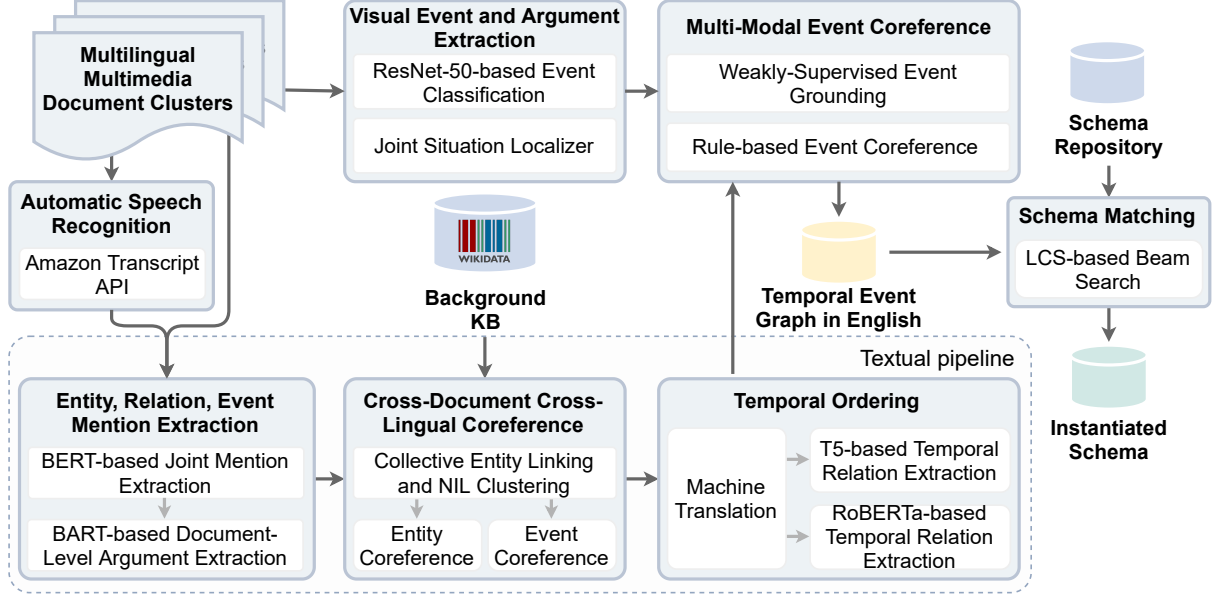 Multilingual
Multimedia
Document Clusters
Visual Event and Argument
Extraction
ResNet-50-based Event
Classification
Joint Situation Localizer
Multi-Modal Event Coreference
Weakly-Supervised Event
Grounding
Rule-based Event Coreference
Schema
Repository
Automatic Speech
Recognition
Amazon Transcript
API
WIKIDATA
Background
KB
Temporal Event
Graph in English
Schema Matching
LCS-based Beam
Search
Instantiated
Schema
Textual pipeline
Entity, Relation, Event
Mention Extraction
BERT-based Joint Mention
Extraction
BART-based Document-
Level Argument Extraction
Cross-Document Cross-
Lingual Coreference
Collective Entity Linking
and NIL Clustering
Entity
Coreference
Event
Coreference
Temporal Ordering
Machine
Translation
T5-based Temporal
Relation Extraction
RoBERTa-based
Temporal Relation
Extraction